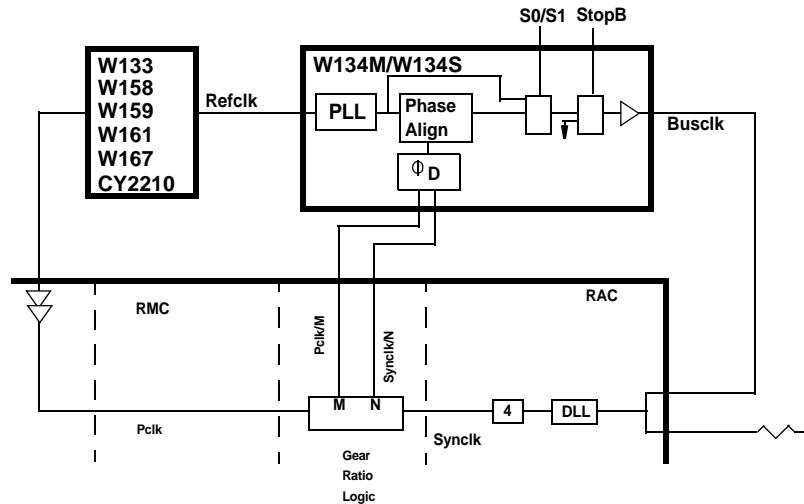 S0/S1 StopB
W133
W158
W159
W161
W167
CY2210
Refclk
W134M/W134S
PLL
Phase
Align
Φ
D
Busclk
RMC
RAC
Pclk/M
Synclk/N
M N
4
DLL
Pclk
Synclk
Gear
Ratio
Logic